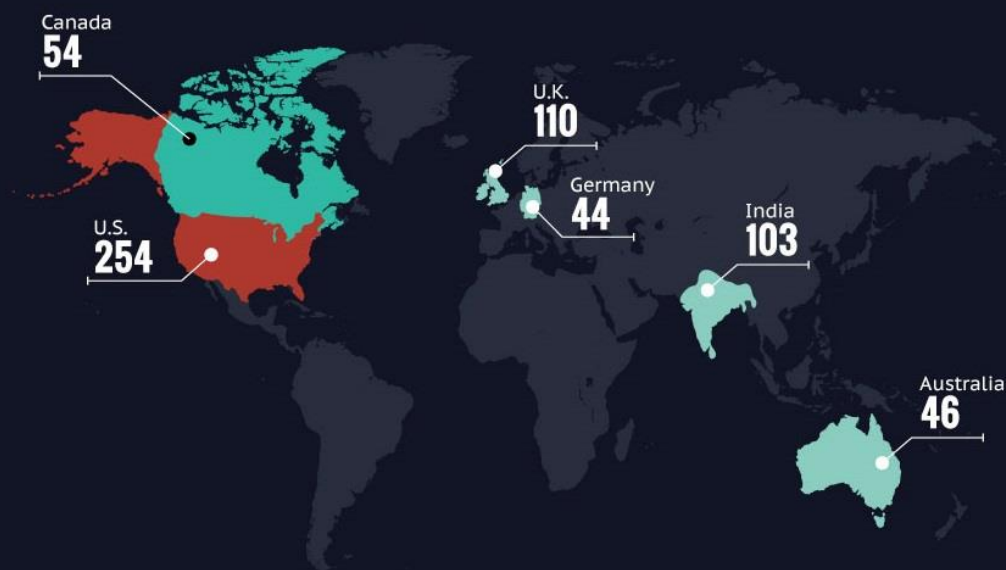 Canada
54
U.K.
110
Germany
44
India
103
U.S.
254
Australia
46